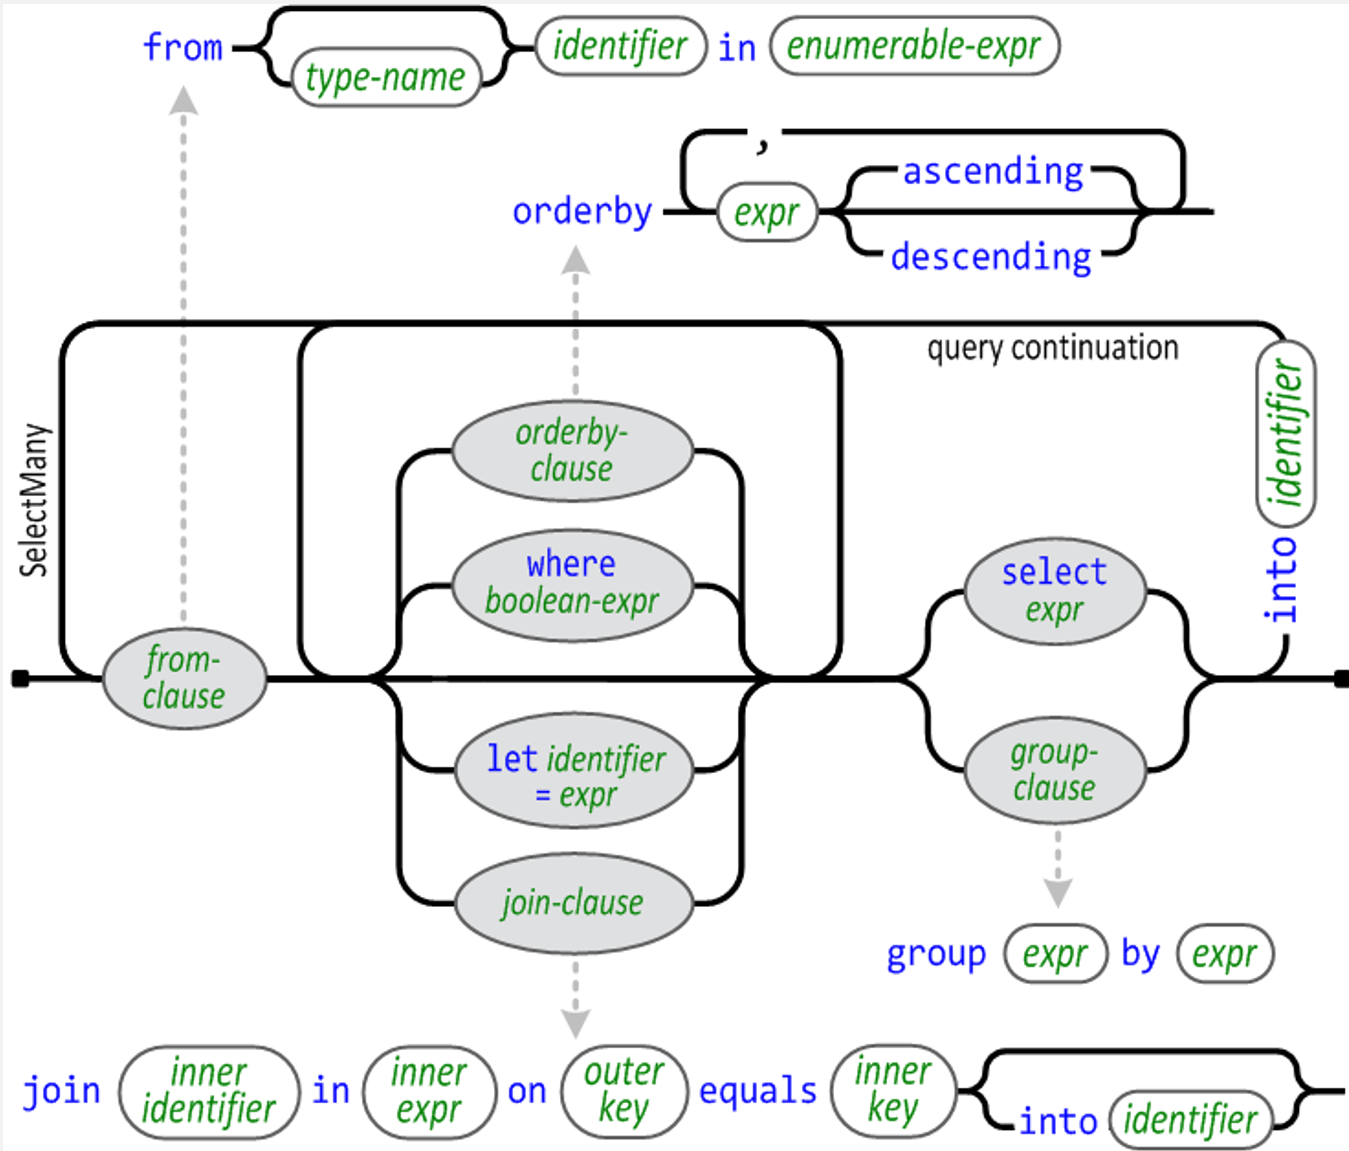 from type-name identifier in enumerable-expr
,
ascending
orderby expr
descending
query continuation
identifier
into
SelectMany
orderby-
clause
where
boolean-expr
select
expr
from-
clause
let identifier
= expr
group-
clause
join-clause
group expr by expr
join inner identifier in inner expr on outer key equals inner key into identifier